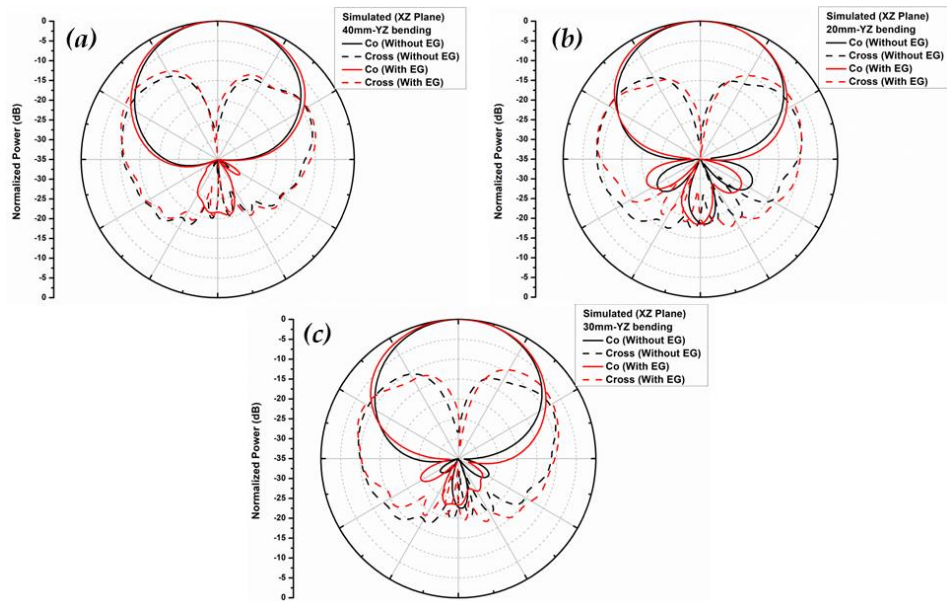 (a)
Simulated (XZ Plane)
40mm-YZ bending
Co (Without EG)
Cross (Without EG)
Co (With EG)
Cross (With EG)
Normalized Power (dB)
0
-5
-10
-15
-20
-25
-30
-35
-30
-25
-20
-15
-10
-5
0
(b)
Simulated (XZ Plane)
20mm-YZ bending
Co (Without EG)
Cross (Without EG)
Co (With EG)
Cross (With EG)
Normalized Power (dB)
0
-5
-10
-15
-20
-25
-30
-35
-30
-25
-20
-15
-10
-5
0
(c)
Simulated (XZ Plane)
30mm-YZ bending
Co (Without EG)
Cross (Without EG)
Co (With EG)
Cross (With EG)
Normalized Power (dB)
0
-5
-10
-15
-20
-25
-30
-35
-30
-25
-20
-15
-10
-5
0